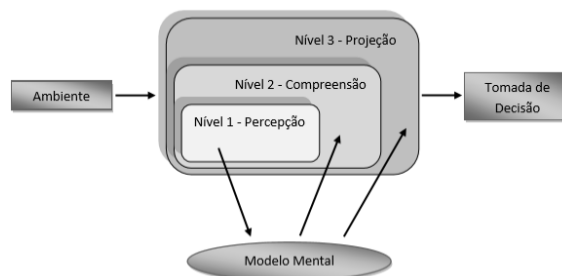 Nível 3 - Projeção
Nível 2 - Compreensão
Ambiente
Nível 1 - Percepção
Tomada de
Decisão
Modelo Mental